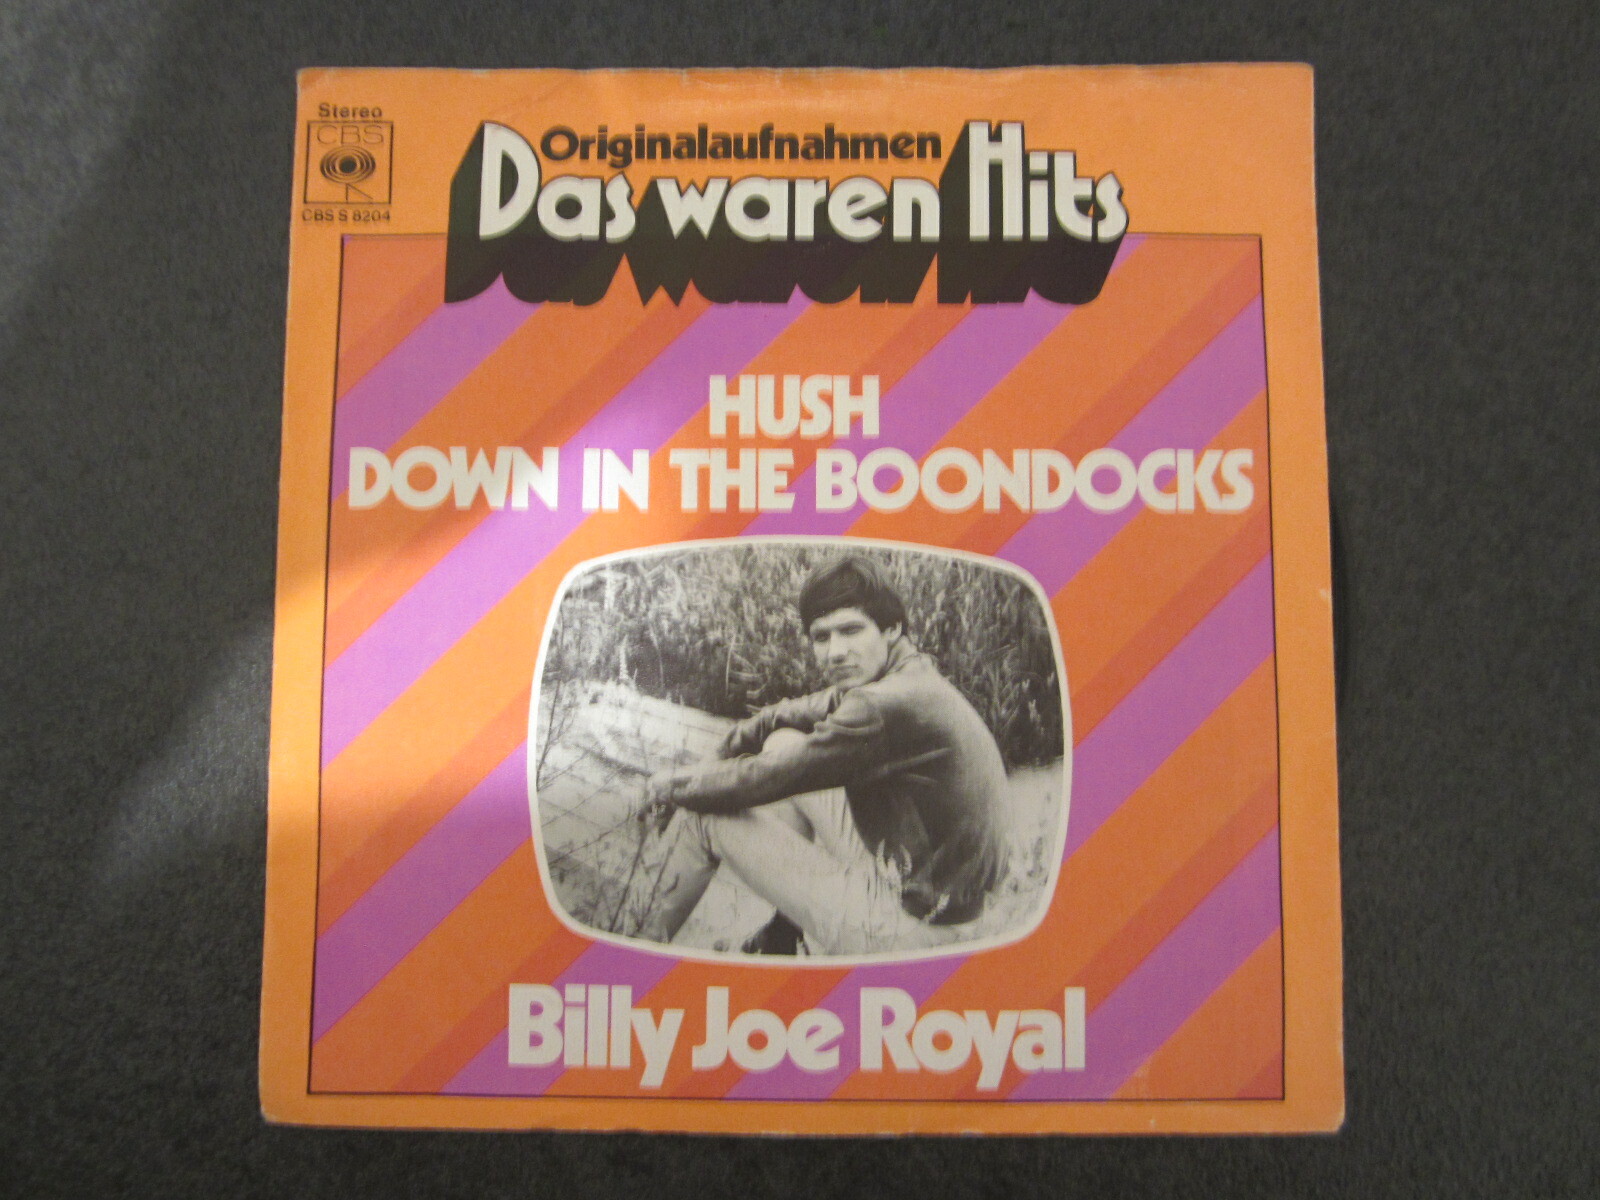 Stereo
CBS
CBS S 8204
Originalaufnahmen
Das waren Hits
HUSH
DOWN IN THE BOONDOCKS
Billy Joe Royal